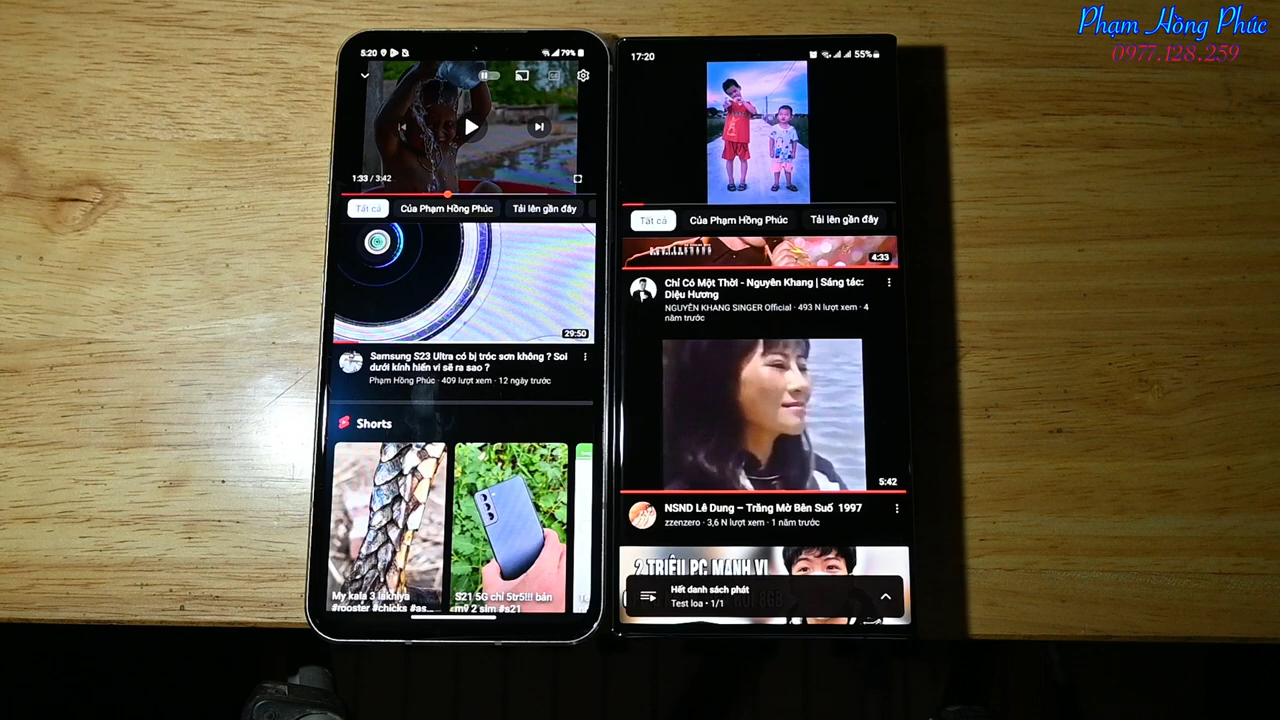 Phạm Hồng Phúc
0977.128.259
5:20
79%
1:33 / 3:42
Tất cả
Của Phạm Hồng Phúc
Tải lên gần đây
29:50
Samsung S23 Ultra có bị tróc sơn không ? Soi
dưới kính hiển vi sẽ ra sao ?
Phạm Hồng Phúc · 409 lượt xem · 12 ngày trước
Shorts
My kala 3 lakhiya
#rooster #chicks #as...
S21 5G chỉ 5tr5!!! bản
mỹ 2 sim #s21
17:20
55%
Tất cả
Của Phạm Hồng Phúc
Tải lên gần đây
4:33
Chỉ Có Một Thời - Nguyên Khang | Sáng tác:
Diệu Hương
NGUYÊN KHANG SINGER Official · 493 N lượt xem · 4
năm trước
5:42
NSND Lê Dung – Trăng Mờ Bên Suố 1997
zzenzero · 3,6 N lượt xem · 1 năm trước
2 TRIỆU PC MẠNH VỊ
Hết danh sách phát
Test loa · 1/1
8GB